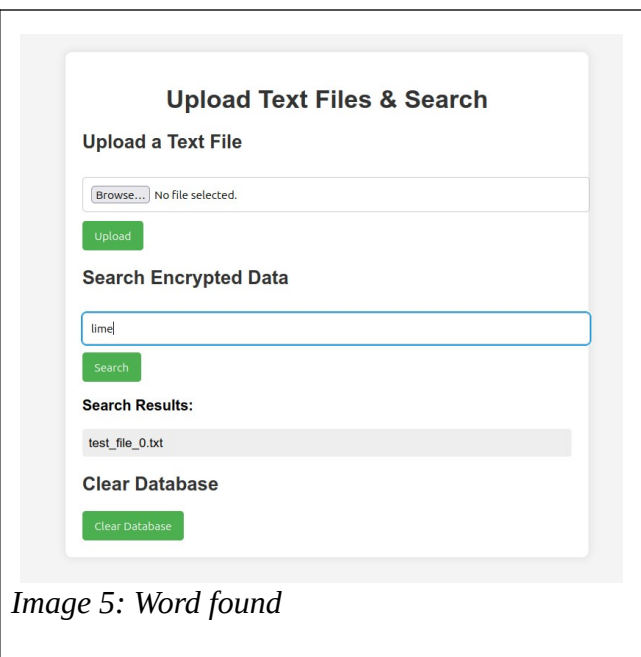 Upload Text Files & Search
Upload a Text File
Browse... No file selected.
Upload
Search Encrypted Data
lime
Search
Search Results:
test_file_0.txt
Clear Database
Clear Database
Image 5: Word found